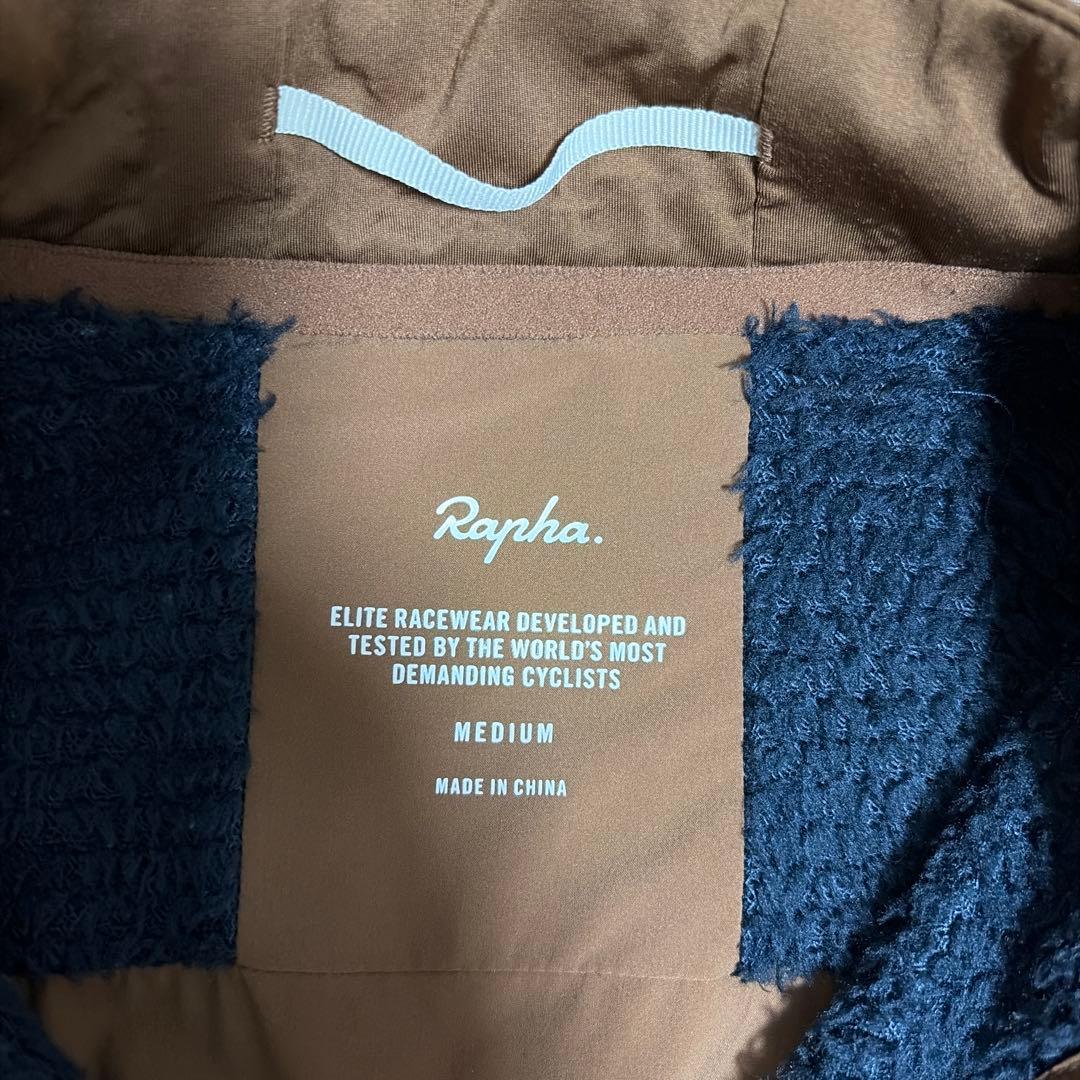 Rapha.
ELITE RACEWEAR DEVELOPED AND
TESTED BY THE WORLD'S MOST
DEMANDING CYCLISTS
MEDIUM
MADE IN CHINA